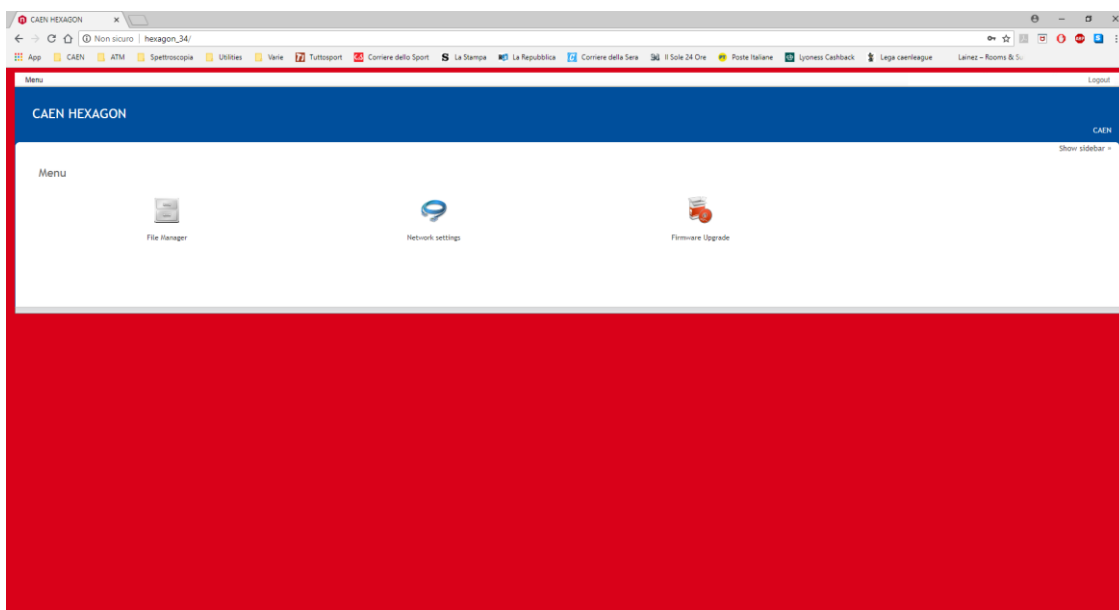 CAEN HEXAGON
Non sicuro | hexagon_34/
App CAEN ATM Spettroscopia Utilities Varie Tuttosport Corriere dello Sport La Stampa La Repubblica Corriere della Sera Il Sole 24 Ore Poste Italiane Lyoness Cashback Lega caenleague Lainez – Rooms & Su
Menu Logout
CAEN HEXAGON
CAEN
Show sidebar »
Menu
File Manager Network settings Firmware Upgrade